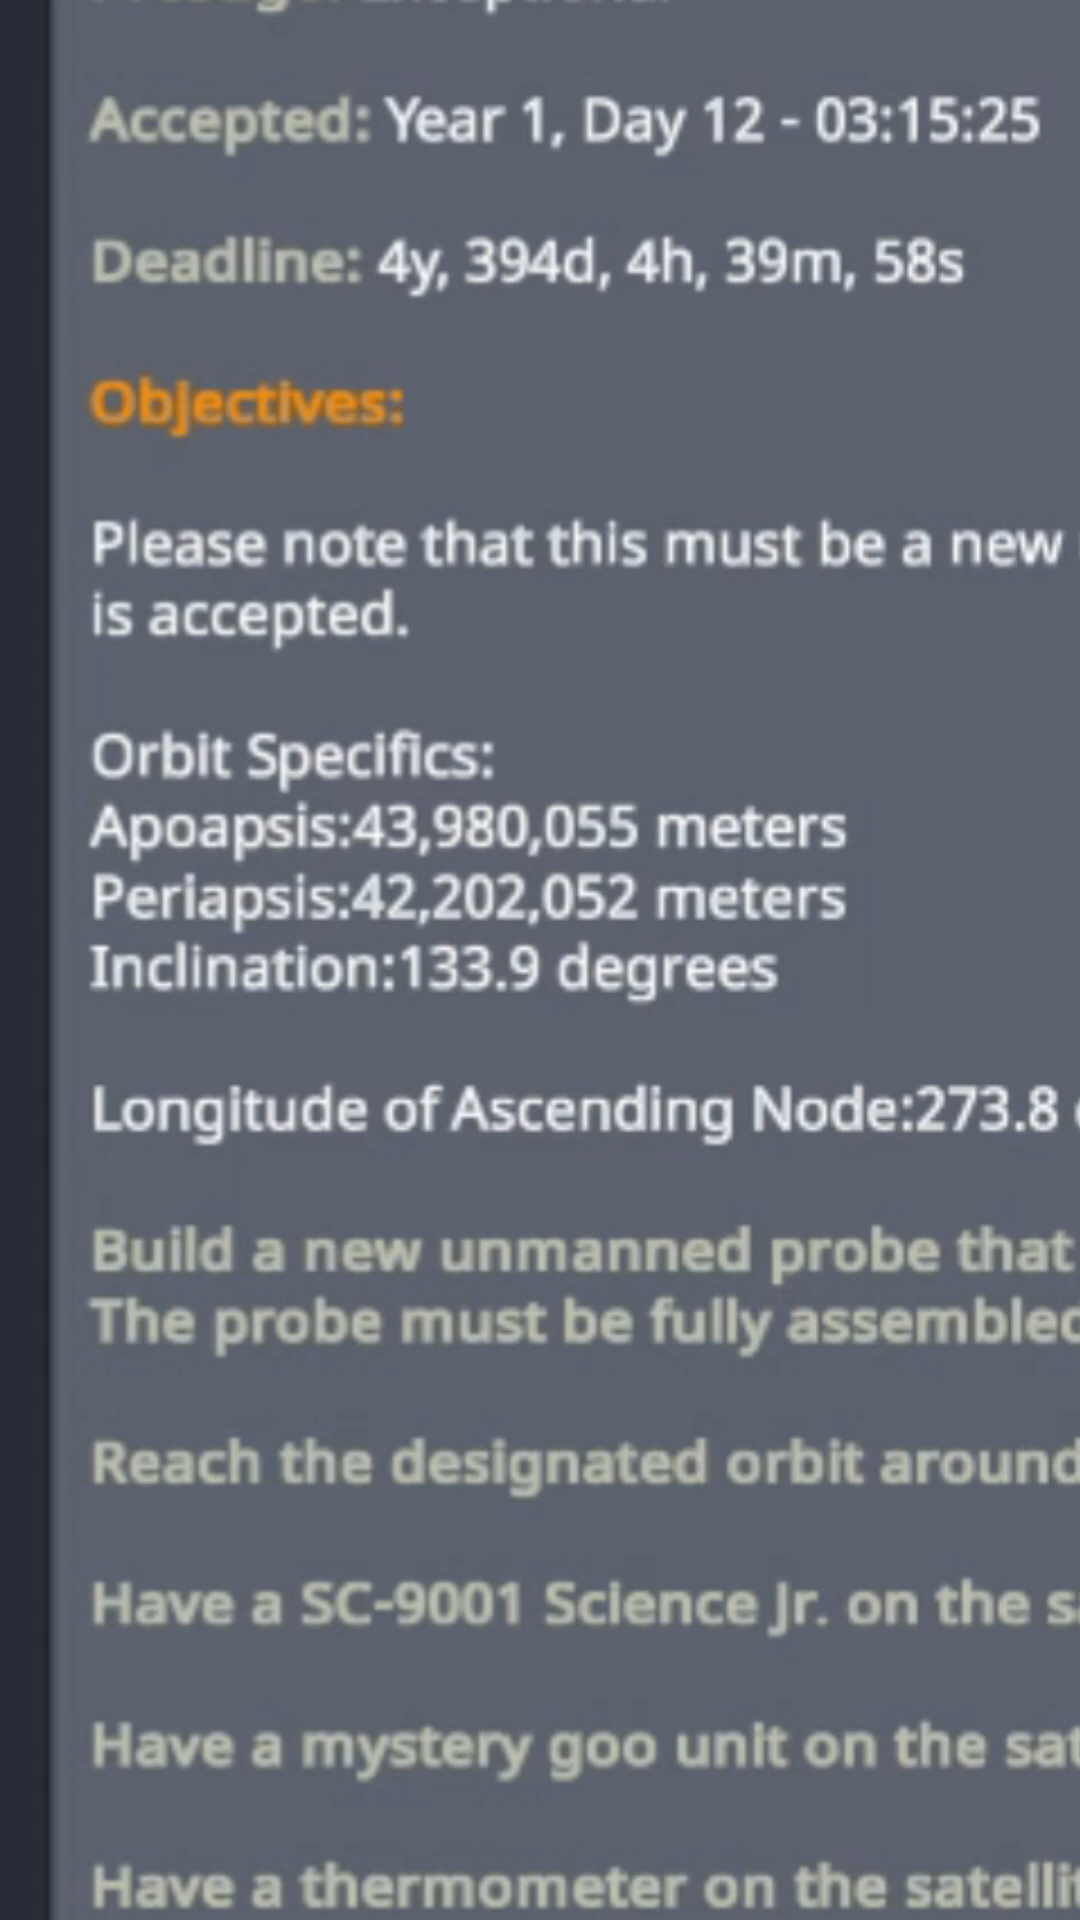 Accepted: Year 1, Day 12 - 03:15:25
Deadline: 4y, 394d, 4h, 39m, 58s
Objectives:
Please note that this must be a new
is accepted.
Orbit Specifics:
Apoapsis:43,980,055 meters
Periapsis:42,202,052 meters
Inclination:133.9 degrees
Longitude of Ascending Node:273.8
Build a new unmanned probe that
The probe must be fully assembled
Reach the designated orbit around
Have a SC-9001 Science Jr. on the
Have a mystery goo unit on the
Have a thermometer on the